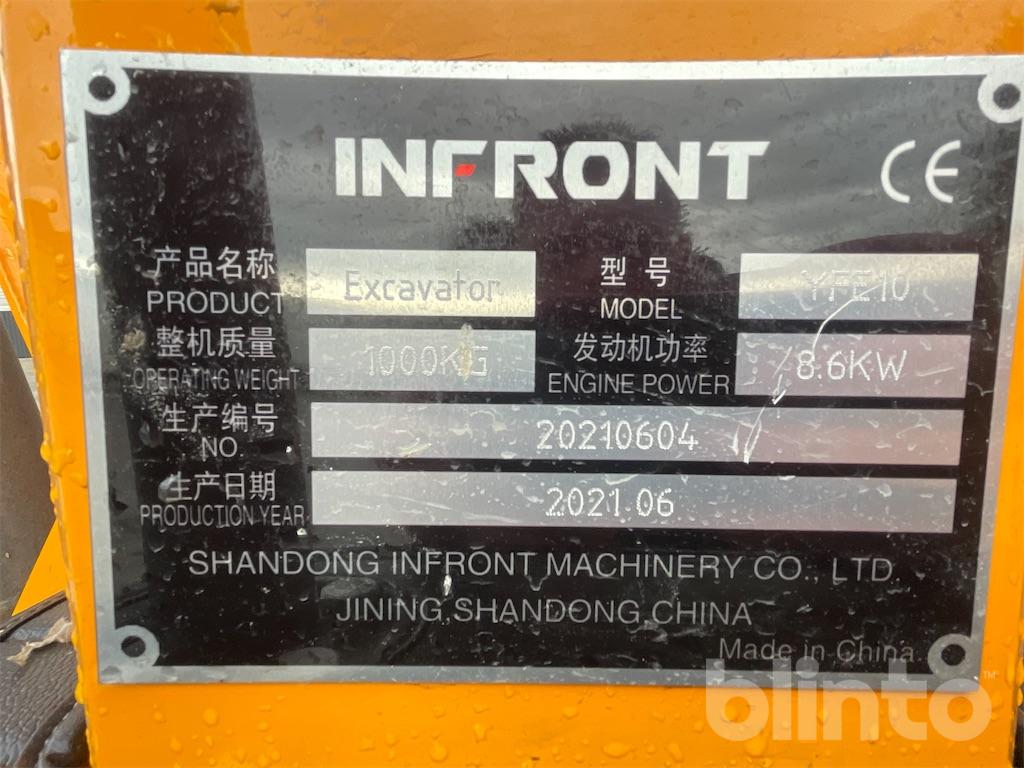 INFRONT CE
产品名称 Excavator 型号 YFE10
PRODUCT MODEL
整机质量 1000KG 发动机功率 8.6KW
OPERATING WEIGHT ENGINE POWER
生产编号 20210604
NO.
生产日期 2021.06
PRODUCTION YEAR
SHANDONG INFRONT MACHINERY CO., LTD.
JINING,SHANDONG,CHINA
Made in China
blinto™